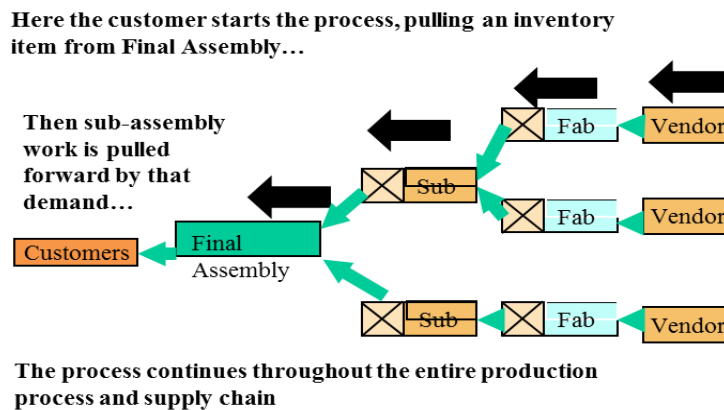 Here the customer starts the process, pulling an inventory
item from Final Assembly…
Then sub-assembly
work is pulled
forward by that
demand…
Fab
Vendor
Sub
Fab
Vendor
Customers
Final
Assembly
Sub
Fab
Vendor
The process continues throughout the entire production
process and supply chain